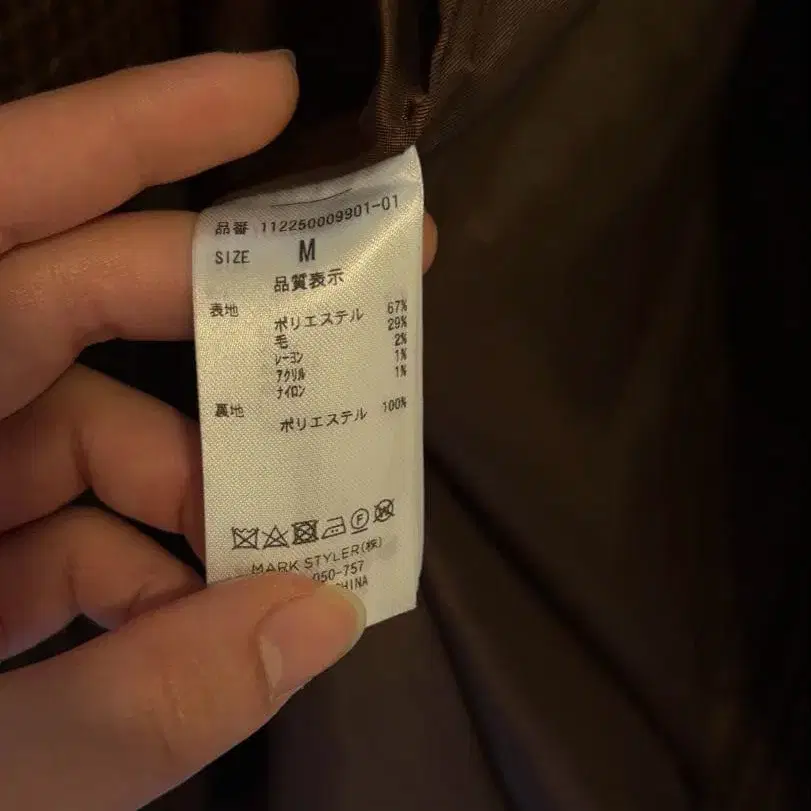 品番 112250009901-01
SIZE M
品質表示
表地
ポリエステル 67%
毛 29%
レーヨン 2%
アクリル 1%
ナイロン 1%
裏地
ポリエステル 100%
MARK STYLER(株)
050-757
CHINA